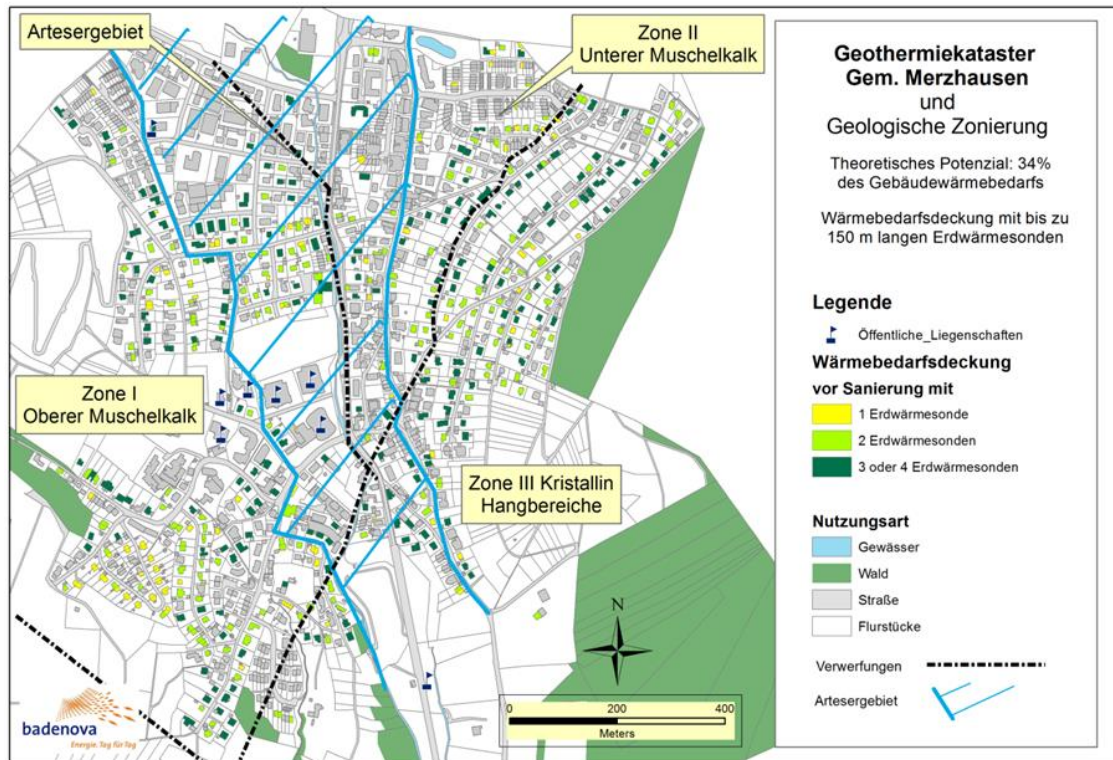 Artesergebiet
Zone II
Unterer Muschelkalk
Zone I
Oberer Muschelkalk
Zone III Kristallin
Hangbereiche
N
0 200 400
Meters
badenova
Energie. Tag für Tag
Geothermiekataster
Gem. Merzhausen
und
Geologische Zonierung
Theoretisches Potenzial: 34%
des Gebäudewärmebedarfs
Wärmebedarfsdeckung mit bis zu
150 m langen Erdwärmesonden
Legende
Öffentliche_Liegenschaften
Wärmebedarfsdeckung
vor Sanierung mit
1 Erdwärmesonde
2 Erdwärmesonden
3 oder 4 Erdwärmesonden
Nutzungsart
Gewässer
Wald
Straße
Flurstücke
Verwerfungen
Artesergebiet